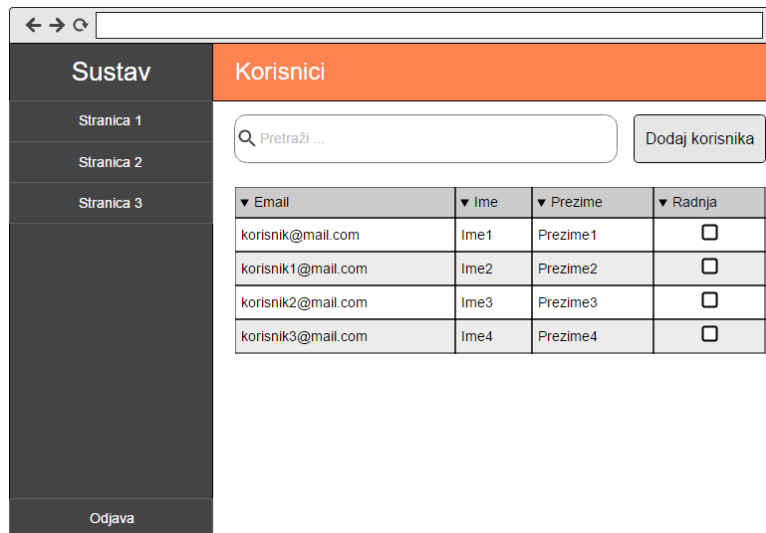 Sustav
Korisnici
Stranica 1
Stranica 2
Stranica 3
Pretraži ...
Dodaj korisnika
▼ Email ▼ Ime ▼ Prezime ▼ Radnja
korisnik@mail.com Ime1 Prezime1
korisnik1@mail.com Ime2 Prezime2
korisnik2@mail.com Ime3 Prezime3
korisnik3@mail.com Ime4 Prezime4
Odjava